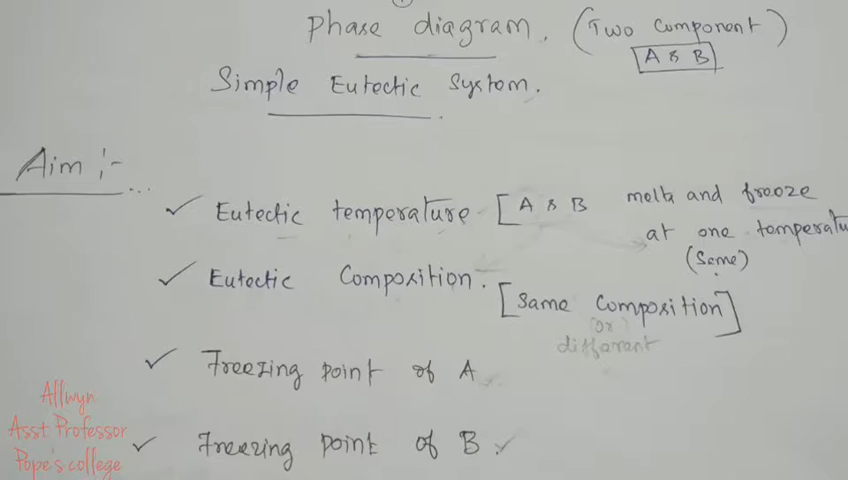 Phase diagram. (Two Component)
A & B
Simple Eutectic System.
Aim :-
✓ Eutectic temperature [A & B melts and freeze
at one temperatu
(Same)
✓ Eutectic Composition. [Same Composition]
(or)
different
✓ Freezing point of A
✓ Freezing point of B ✓
Allwyn
Asst Professor
Pope's college